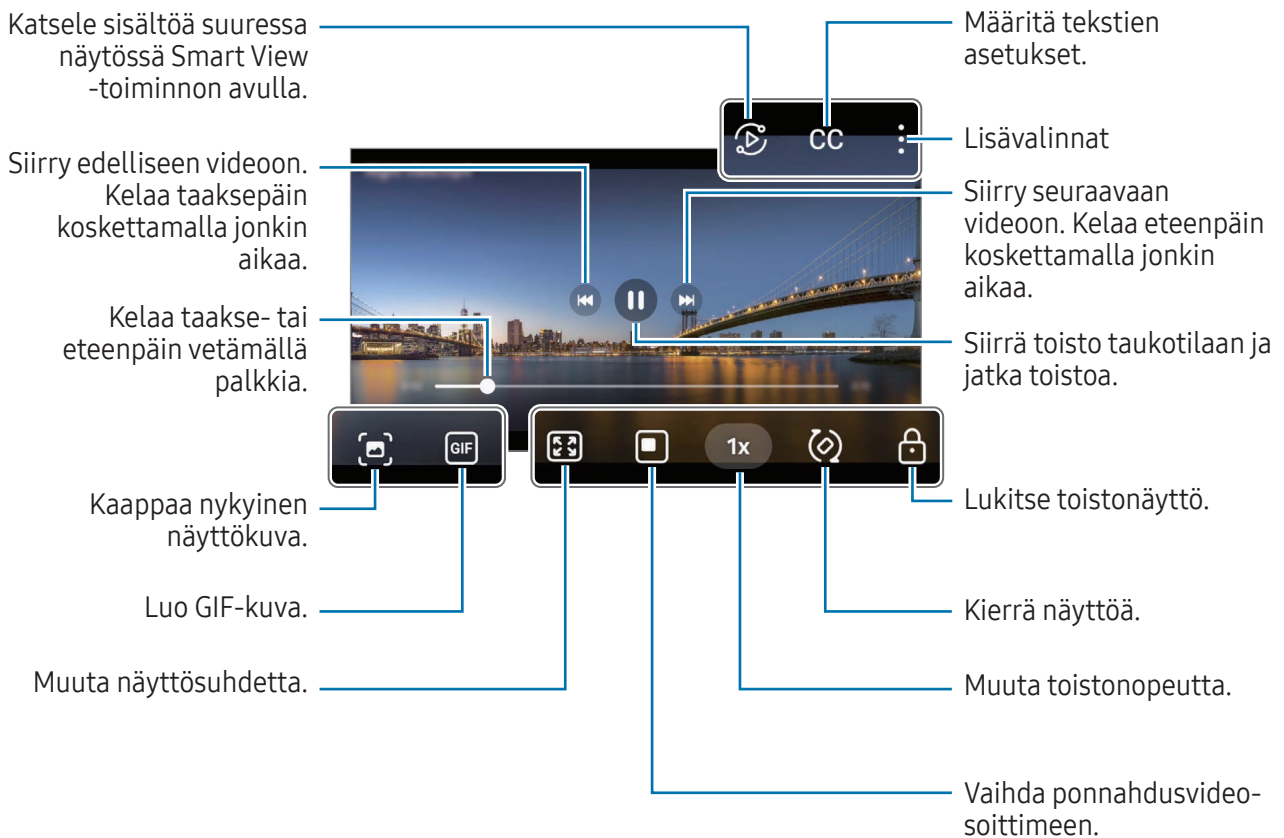 Katsele sisältöä suuressa
näytössä Smart View
-toiminnon avulla.
Määritä tekstien
asetukset.
CC
Lisävalinnat
Siirry edelliseen videoon.
Kelaa taaksepäin
koskettamalla jonkin
aikaa.
Siirry seuraavaan
videoon. Kelaa eteenpäin
koskettamalla jonkin
aikaa.
Kelaa taakse- tai
eteenpäin vetämällä
palkkia.
Siirrä toisto taukotilaan ja
jatka toistoa.
GIF
1x
Kaappaa nykyinen
näyttökuva.
Lukitse toistonäyttö.
Luo GIF-kuva.
Kierrä näyttöä.
Muuta näyttösuhdetta.
Muuta toistonopeutta.
Vaihda ponnahdusvideo-
soittimeen.